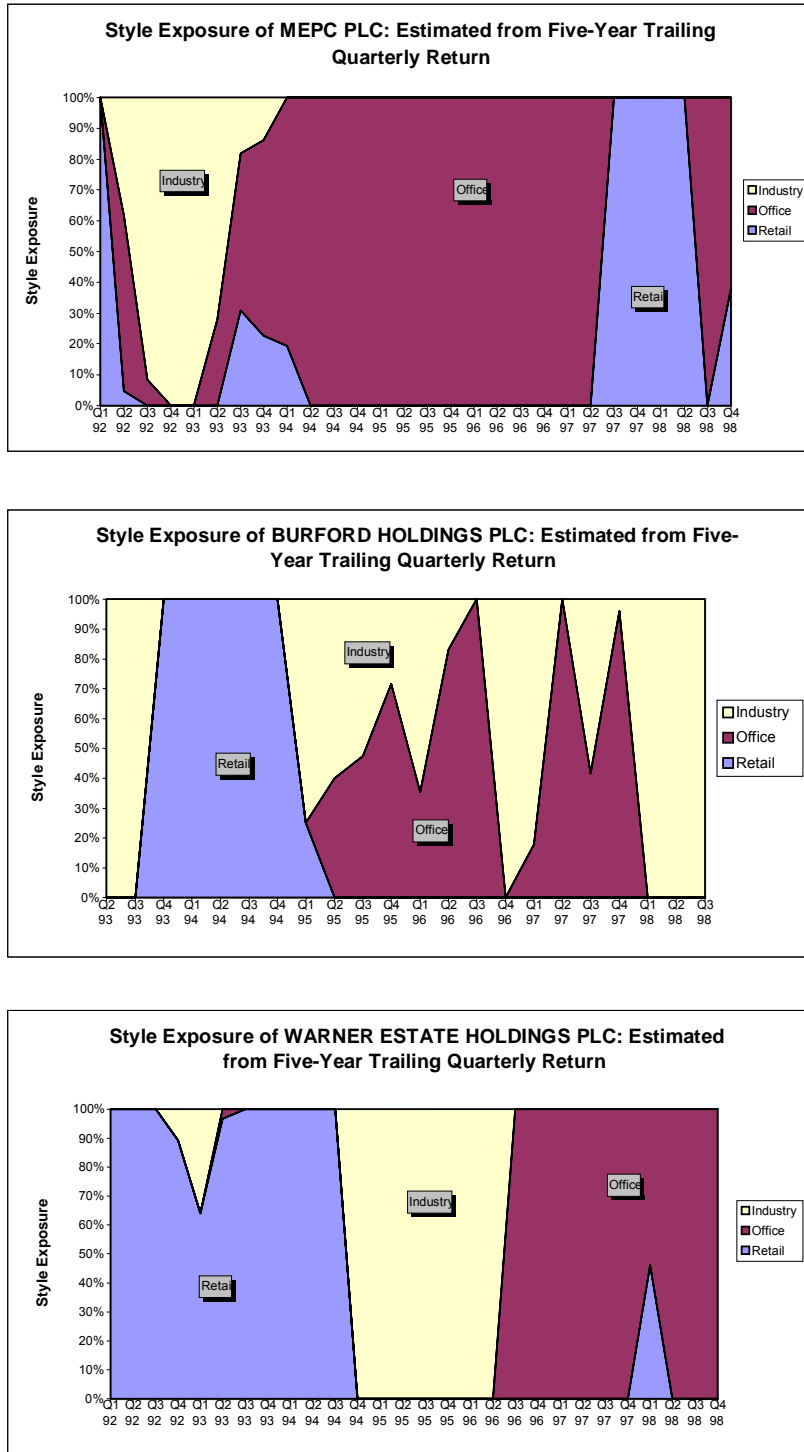 Style Exposure of MEPC PLC: Estimated from Five-Year Trailing
Quarterly Return
100%
90%
80%
70%
60%
50%
40%
30%
20%
10%
0%
Style Exposure
Industry
Office
Retail
Industry
Office
Retail
Q1 Q2 Q3 Q4 Q1 Q2 Q3 Q4 Q1 Q2 Q3 Q4 Q1 Q2 Q3 Q4 Q1 Q2 Q3 Q4 Q1 Q2 Q3 Q4 Q1 Q2 Q3 Q4
92 92 92 92 93 93 93 93 94 94 94 94 95 95 95 95 96 96 96 96 97 97 97 97 98 98 98 98
Style Exposure of BURFORD HOLDINGS PLC: Estimated from Five-
Year Trailing Quarterly Return
100%
90%
80%
70%
60%
50%
40%
30%
20%
10%
0%
Style Exposure
Industry
Retail
Office
Industry
Office
Retail
Q2 Q3 Q4 Q1 Q2 Q3 Q4 Q1 Q2 Q3 Q4 Q1 Q2 Q3 Q4 Q1 Q2 Q3 Q4 Q1 Q2 Q3
93 93 93 94 94 94 94 95 95 95 95 96 96 96 96 97 97 97 97 98 98 98
Style Exposure of WARNER ESTATE HOLDINGS PLC: Estimated
from Five-Year Trailing Quarterly Return
100%
90%
80%
70%
60%
50%
40%
30%
20%
10%
0%
Style Exposure
Office
Industry
Retail
Industry
Office
Retail
Q1 Q2 Q3 Q4 Q1 Q2 Q3 Q4 Q1 Q2 Q3 Q4 Q1 Q2 Q3 Q4 Q1 Q2 Q3 Q4 Q1 Q2 Q3 Q4 Q1 Q2 Q3 Q4
92 92 92 92 93 93 93 93 94 94 94 94 95 95 95 95 96 96 96 96 97 97 97 97 98 98 98 98